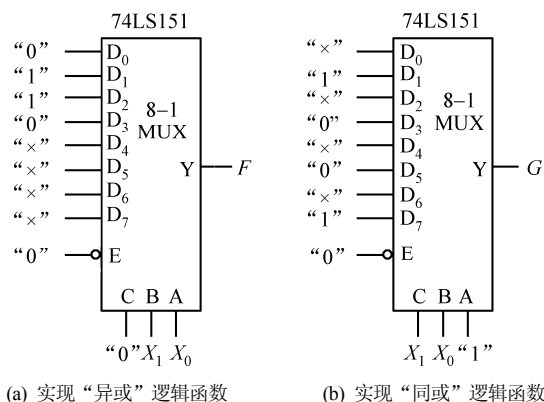 74LS151
“0” D0
“1” D1
“1” D2
“0” D3
“×” D4
“×” D5
“×” D6
“×” D7
8–1
MUX
Y F
“0” E
C B A
“0” X1 X0
(a) 实现“异或”逻辑函数
74LS151
“×” D0
“1” D1
“×” D2
“0” D3
“×” D4
“0” D5
“×” D6
“1” D7
8–1
MUX
Y G
“0” E
C B A
X1 X0 “1”
(b) 实现“同或”逻辑函数